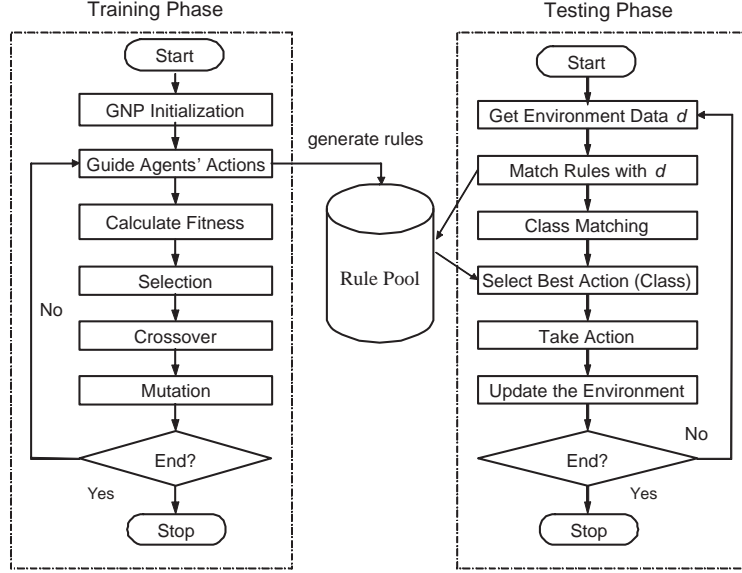 Training Phase
Start
GNP Initialization
Guide Agents' Actions
Calculate Fitness
Selection
Crossover
Mutation
End?
No
Yes
Stop
generate rules
Rule Pool
Testing Phase
Start
Get Environment Data d
Match Rules with d
Class Matching
Select Best Action (Class)
Take Action
Update the Environment
End?
No
Yes
Stop